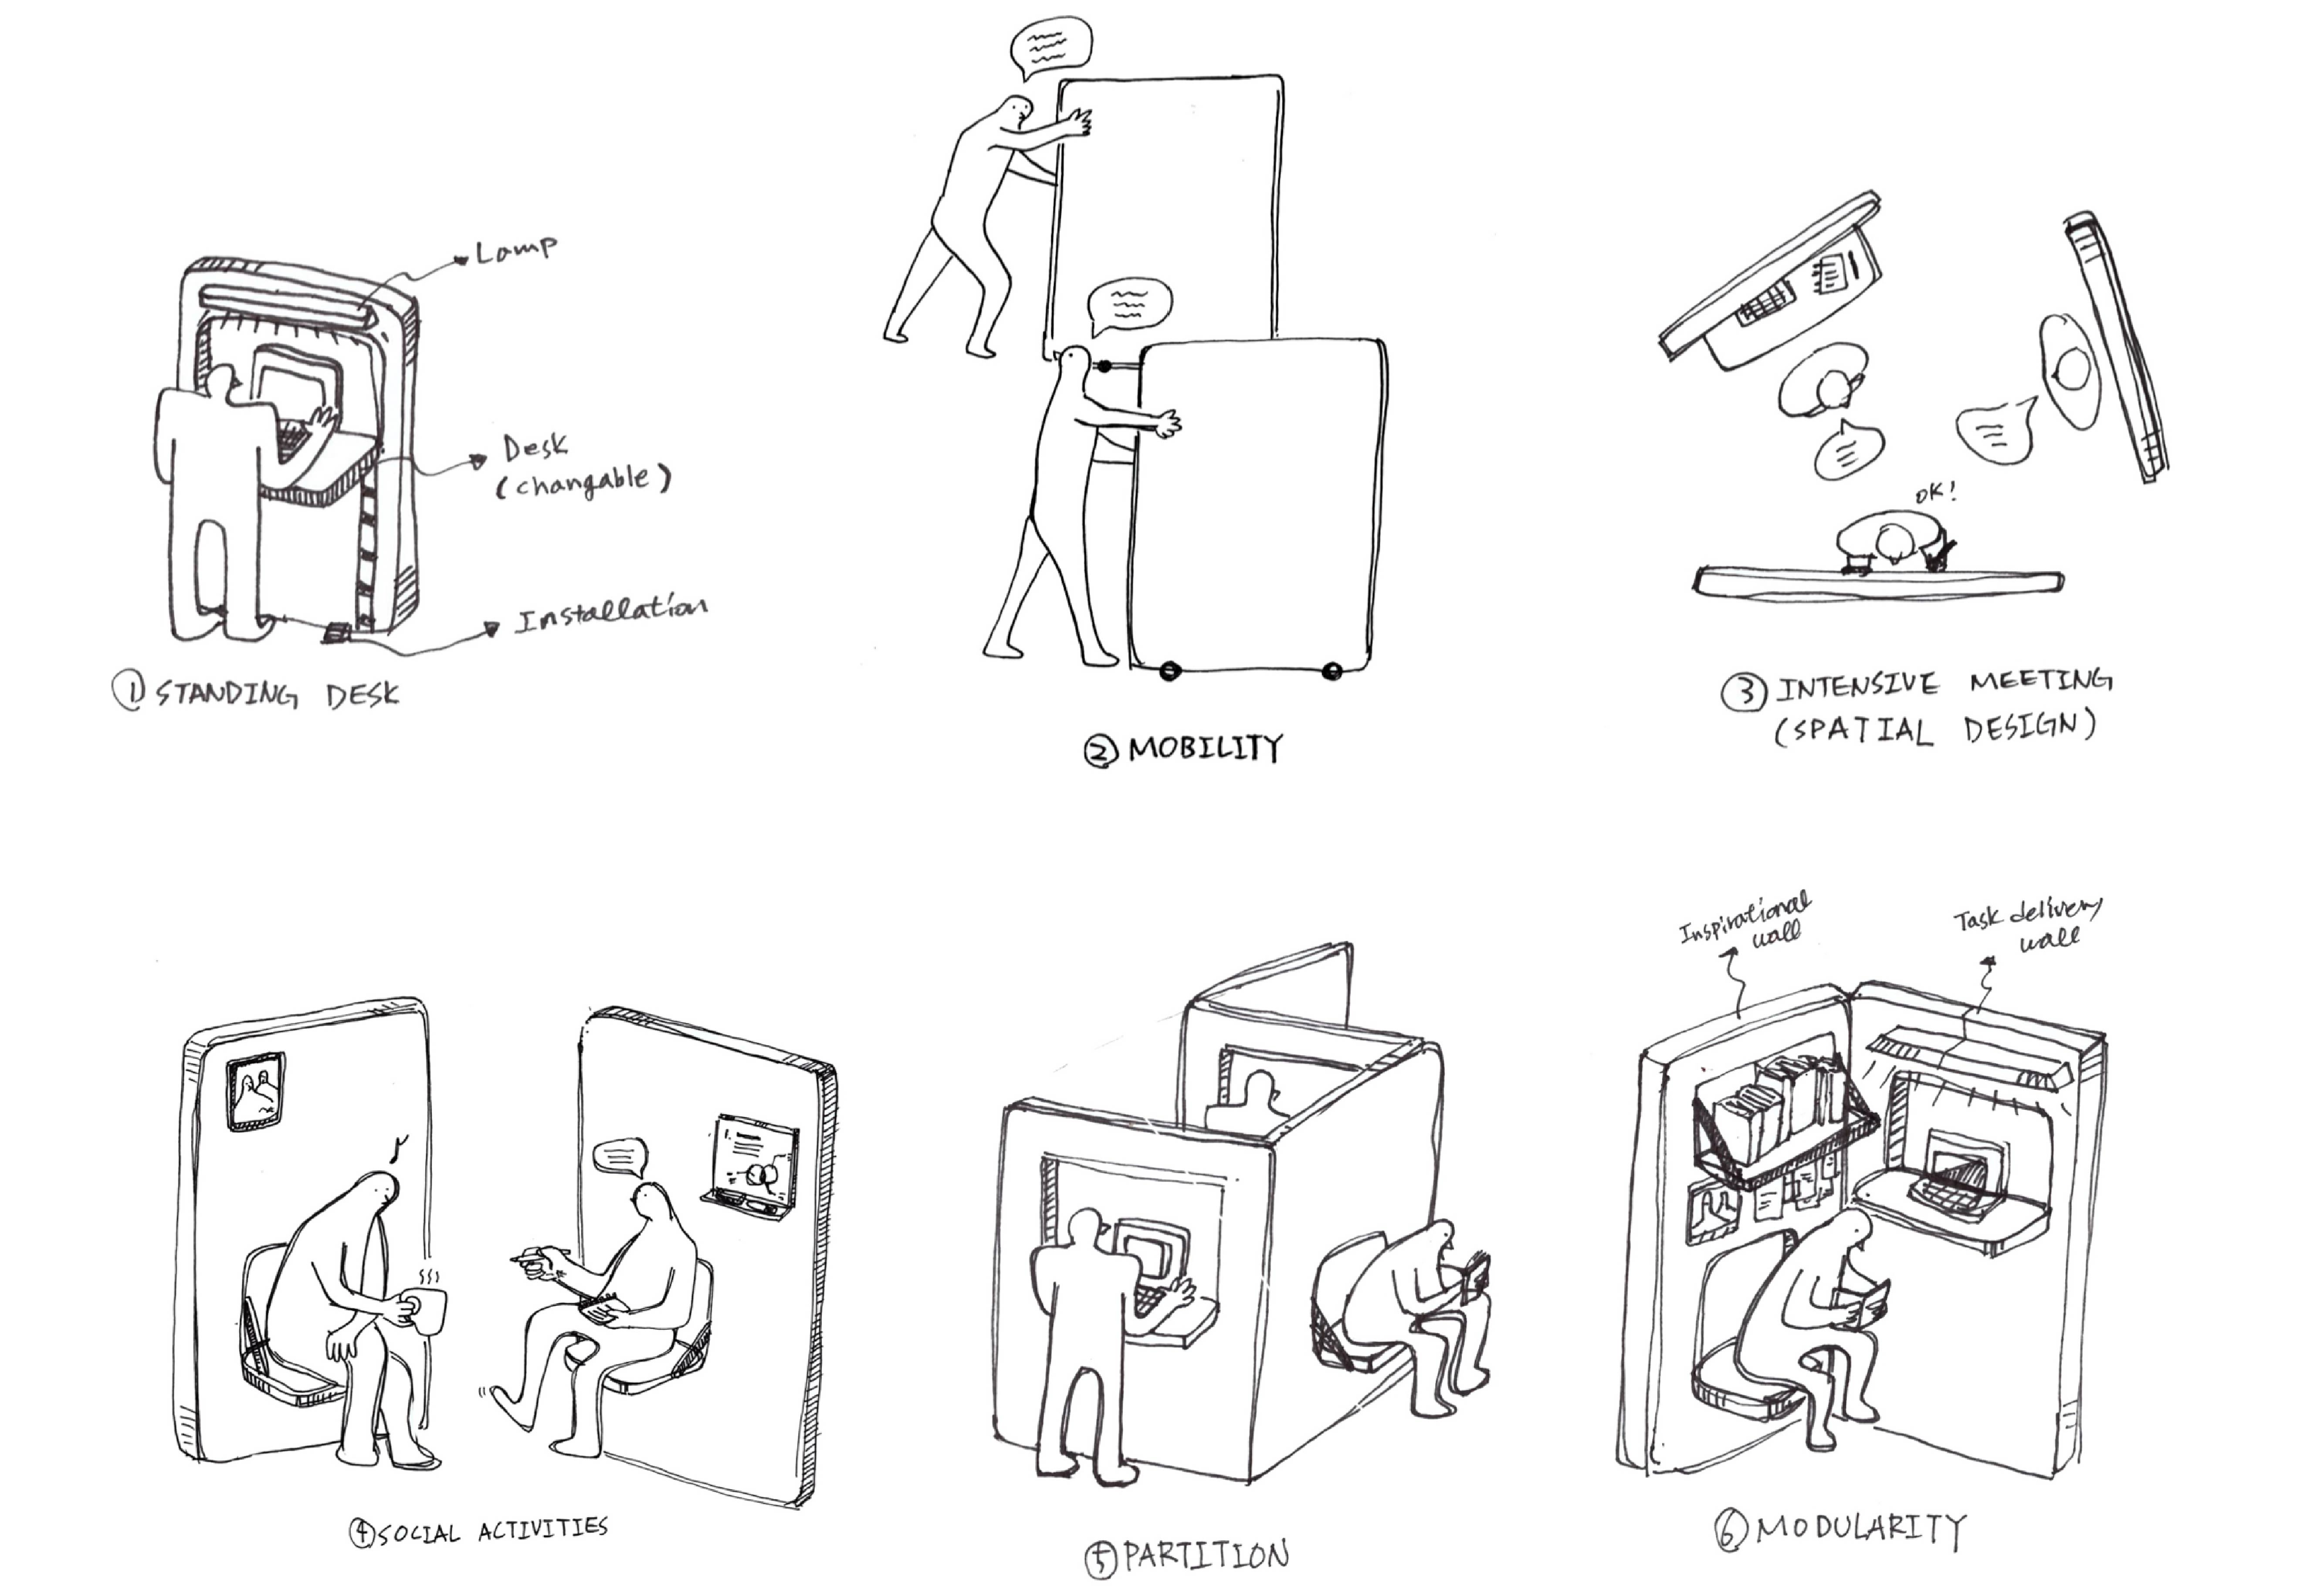 Lamp
Desk
(changable)
Installation
① STANDING DESK
② MOBILITY
OK!
③ INTENSIVE MEETING
(SPATIAL DESIGN)
④ SOCIAL ACTIVITIES
⑤ PARTITION
Inspirational
wall
Task delivery
wall
⑥ MODULARITY